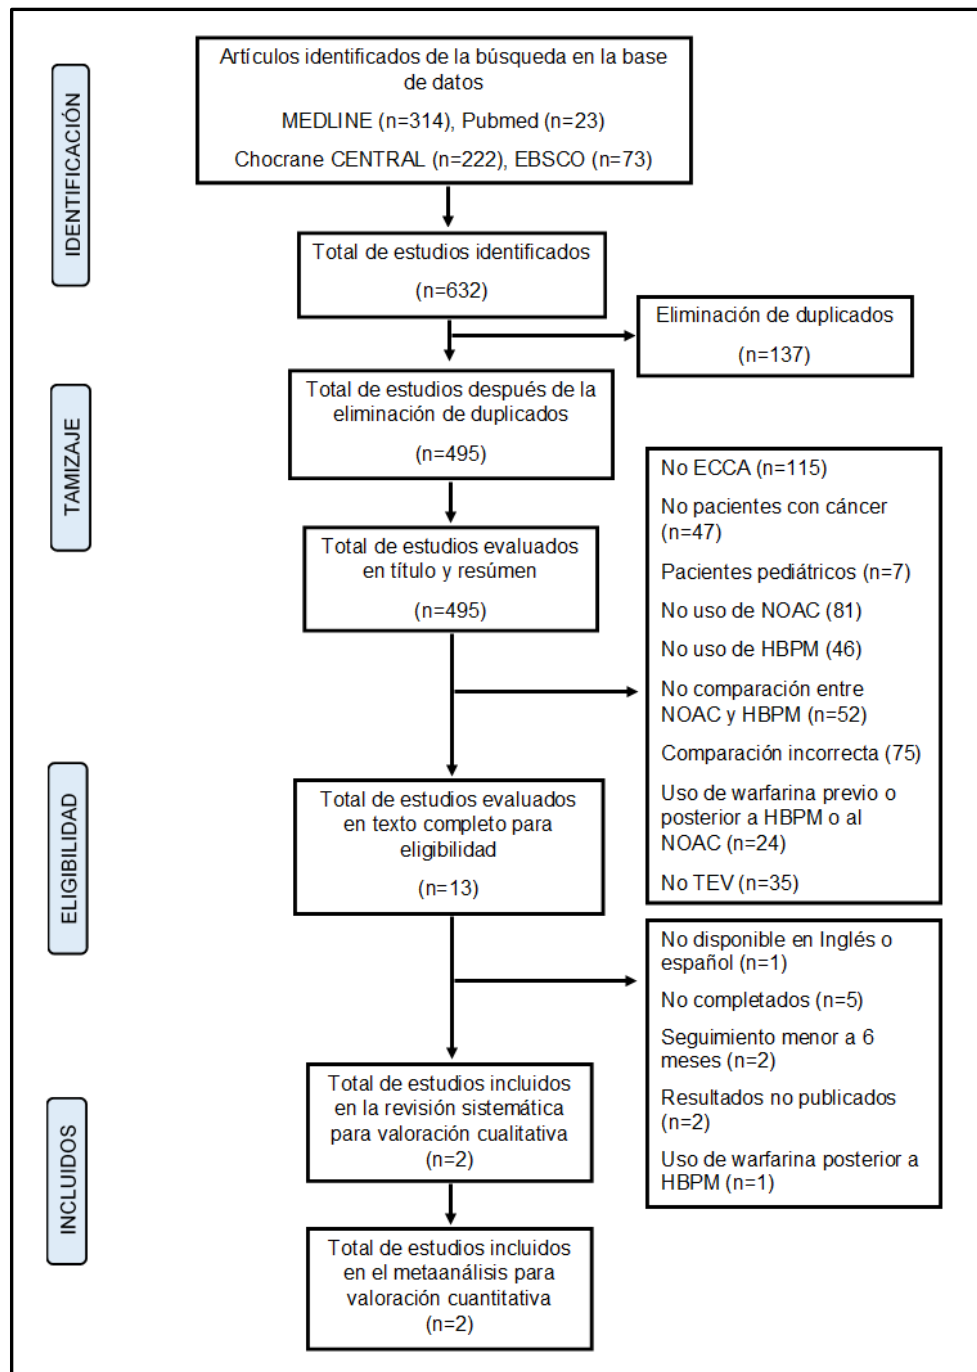 IDENTIFICACIÓN
Artículos identificados de la búsqueda en la base
de datos
MEDLINE (n=314), Pubmed (n=23)
Chocrane CENTRAL (n=222), EBSCO (n=73)
Total de estudios identificados
(n=632)
Eliminación de duplicados
(n=137)
TAMIZAJE
Total de estudios después de la
eliminación de duplicados
(n=495)
Total de estudios evaluados
en título y resúmen
(n=495)
No ECCA (n=115)
No pacientes con cáncer
(n=47)
Pacientes pediátricos (n=7)
No uso de NOAC (81)
No uso de HBPM (46)
No comparación entre
NOAC y HBPM (n=52)
Comparación incorrecta (75)
Uso de warfarina previo o
posterior a HBPM o al
NOAC (n=24)
No TEV (n=35)
ELIGIBILIDAD
Total de estudios evaluados
en texto completo para
eligibilidad
(n=13)
No disponible en Inglés o
español (n=1)
No completados (n=5)
Seguimiento menor a 6
meses (n=2)
Resultados no publicados
(n=2)
Uso de warfarina posterior a
HBPM (n=1)
INCLUIDOS
Total de estudios incluidos
en la revisión sistemática
para valoración cualitativa
(n=2)
Total de estudios incluidos
en el metaanálisis para
valoración cuantitativa
(n=2)